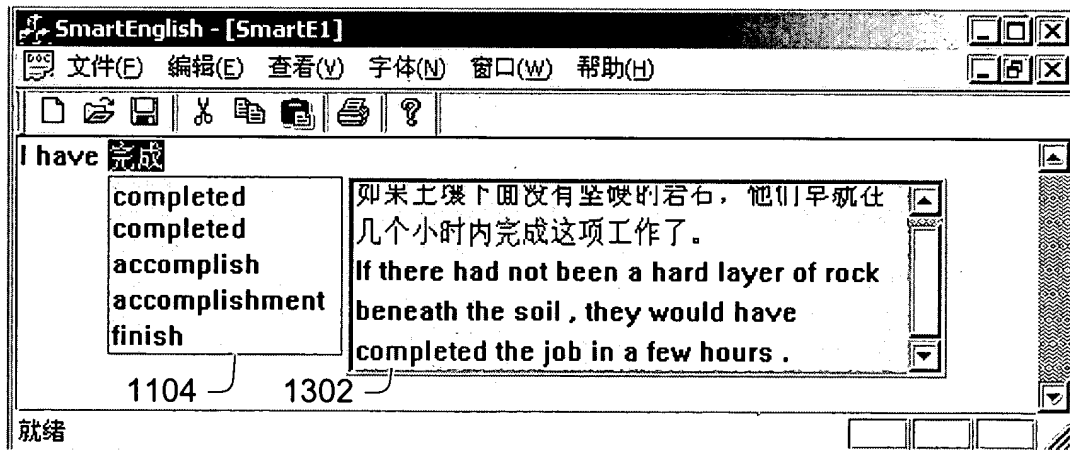 SmartEnglish - [SmartE1]
文件(F) 编辑(E) 查看(V) 字体(N) 窗口(W) 帮助(H)
I have 完成
completed
completed
accomplish
accomplishment
finish
如果土壤下面没有坚硬的岩石，他们早就在
几个小时内完成这项工作了。
If there had not been a hard layer of rock
beneath the soil , they would have
completed the job in a few hours .
1104
1302
就绪